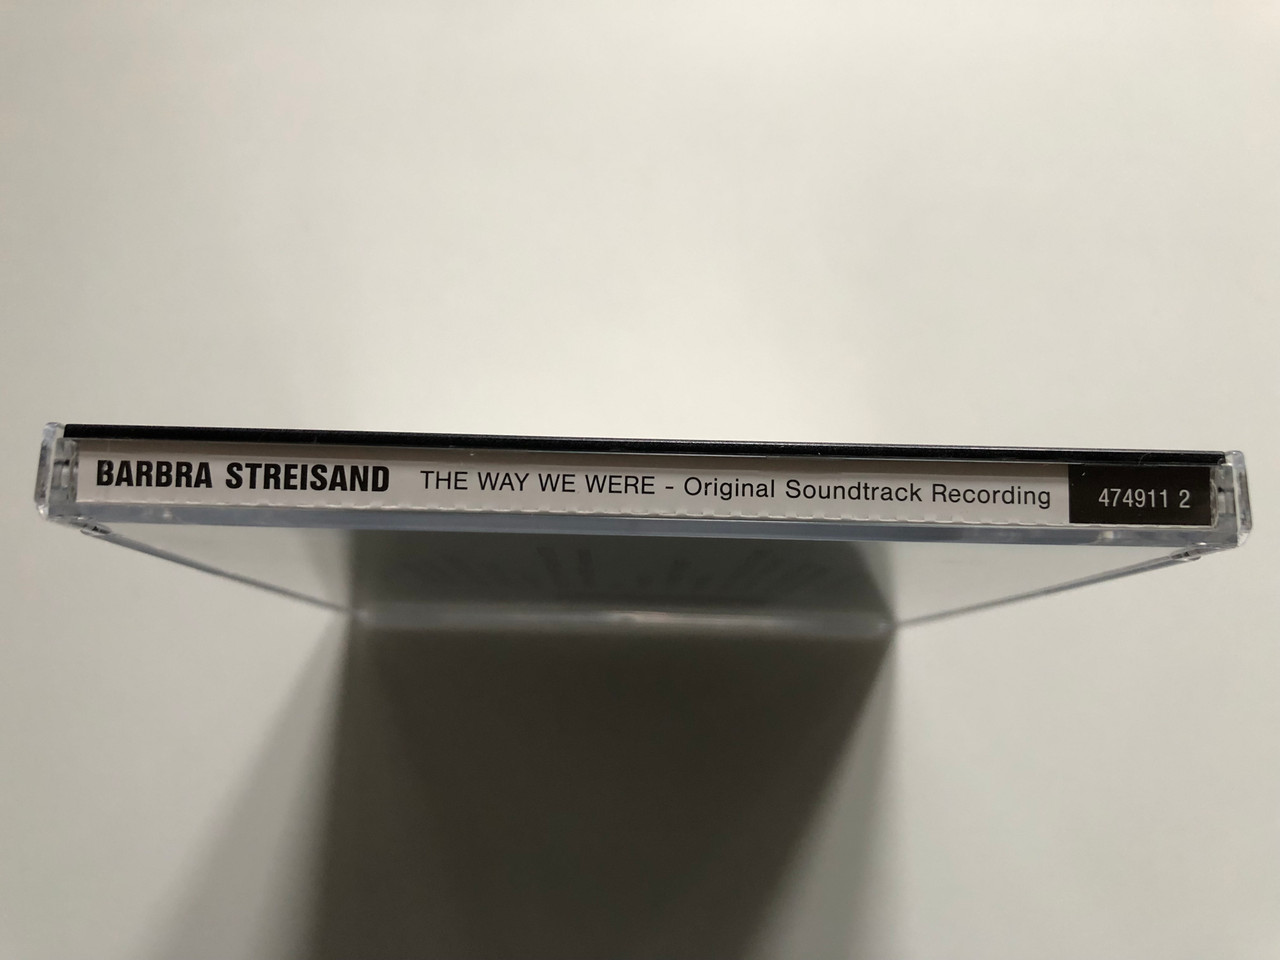 BARBRA STREISAND THE WAY WE WERE - Original Soundtrack Recording 474911 2